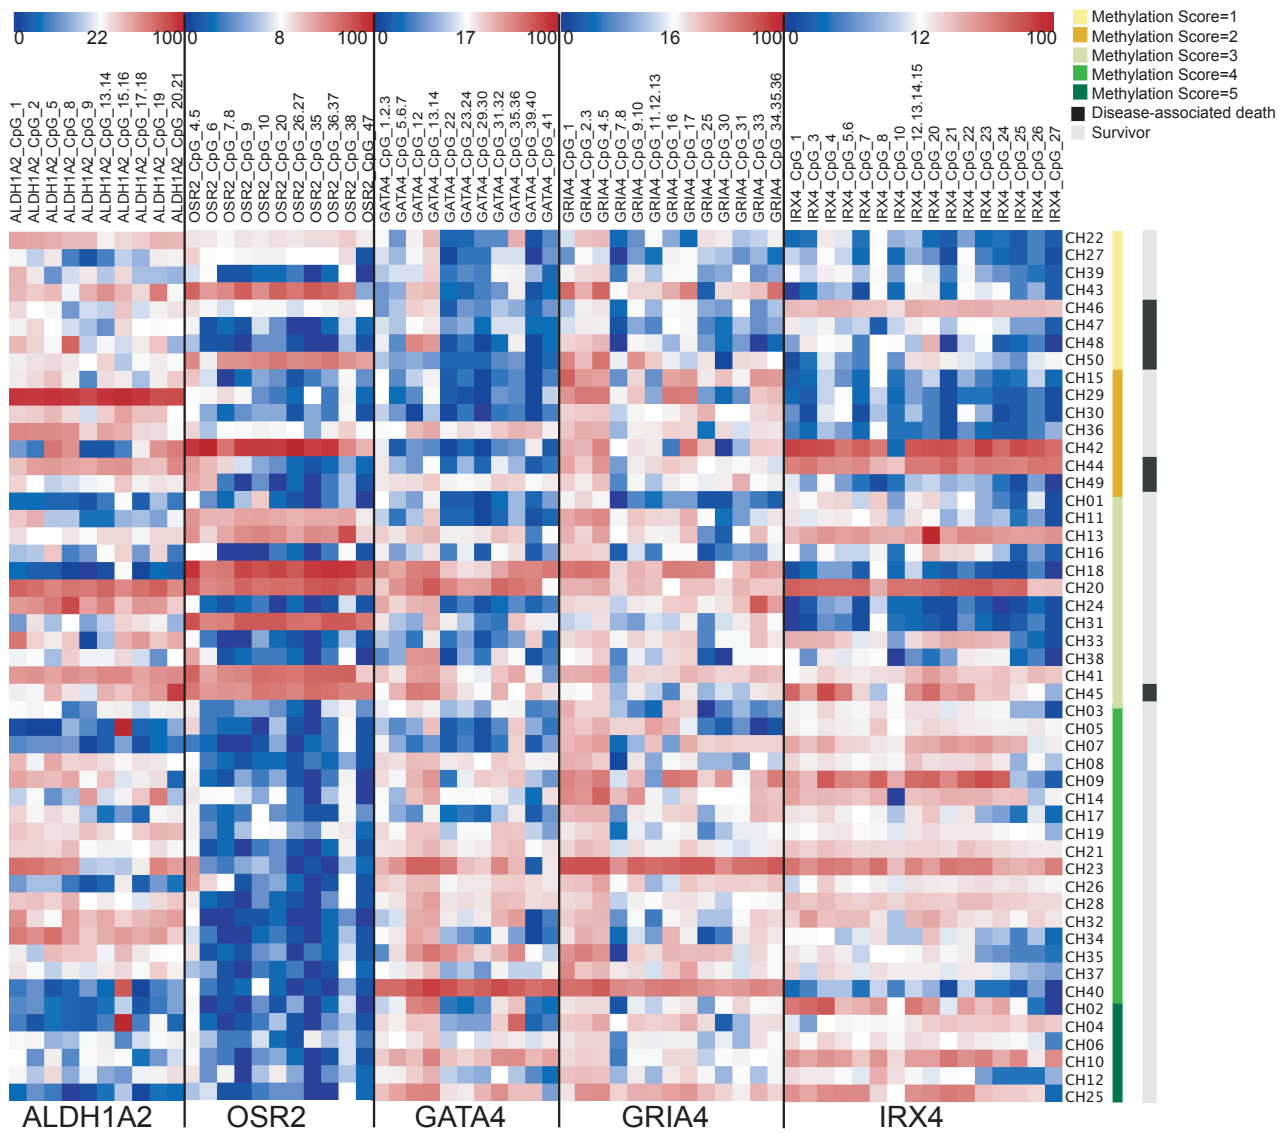 0 22 100
0 8 100
0 17 100
0 16 100
0 12 100
Methylation Score=1
Methylation Score=2
Methylation Score=3
Methylation Score=4
Methylation Score=5
Disease-associated death
Survivor
ALDH1A2_CpG_1
ALDH1A2_CpG_2
ALDH1A2_CpG_5
ALDH1A2_CpG_8
ALDH1A2_CpG_9
ALDH1A2_CpG_13.14
ALDH1A2_CpG_15.16
ALDH1A2_CpG_17.18
ALDH1A2_CpG_19
ALDH1A2_CpG_20.21
OSR2_CpG_4.5
OSR2_CpG_6
OSR2_CpG_7.8
OSR2_CpG_9
OSR2_CpG_10
OSR2_CpG_20
OSR2_CpG_26.27
OSR2_CpG_35
OSR2_CpG_36.37
OSR2_CpG_38
OSR2_CpG_47
GATA4_CpG_1.2.3
GATA4_CpG_5.6.7
GATA4_CpG_12
GATA4_CpG_13.14
GATA4_CpG_22
GATA4_CpG_23.24
GATA4_CpG_29.30
GATA4_CpG_31.32
GATA4_CpG_35.36
GATA4_CpG_39.40
GATA4_CpG_41
GRIA4_CpG_1
GRIA4_CpG_2.3
GRIA4_CpG_4.5
GRIA4_CpG_7.8
GRIA4_CpG_9.10
GRIA4_CpG_11.12.13
GRIA4_CpG_16
GRIA4_CpG_17
GRIA4_CpG_25
GRIA4_CpG_30
GRIA4_CpG_31
GRIA4_CpG_33
GRIA4_CpG_34.35.36
IRX4_CpG_1
IRX4_CpG_3
IRX4_CpG_4
IRX4_CpG_5.6
IRX4_CpG_7
IRX4_CpG_8
IRX4_CpG_10
IRX4_CpG_12.13.14.15
IRX4_CpG_20
IRX4_CpG_21
IRX4_CpG_22
IRX4_CpG_23
IRX4_CpG_24
IRX4_CpG_25
IRX4_CpG_26
IRX4_CpG_27
CH22
CH27
CH39
CH43
CH46
CH47
CH48
CH50
CH15
CH29
CH30
CH36
CH42
CH44
CH49
CH01
CH11
CH13
CH16
CH18
CH20
CH24
CH31
CH33
CH38
CH41
CH45
CH03
CH05
CH07
CH08
CH09
CH14
CH17
CH19
CH21
CH23
CH26
CH28
CH32
CH34
CH35
CH37
CH40
CH02
CH04
CH06
CH10
CH12
CH25
ALDH1A2 OSR2 GATA4 GRIA4 IRX4